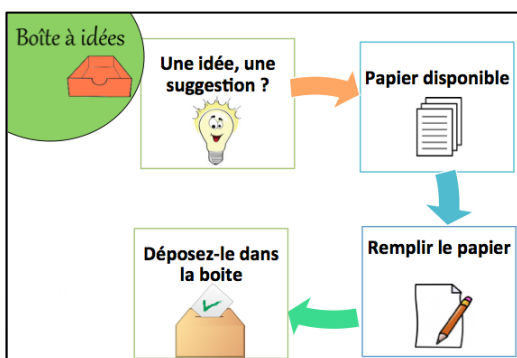 Boîte à idées
Une idée, une
suggestion ?
Papier disponible
Remplir le papier
Déposez-le dans
la boite